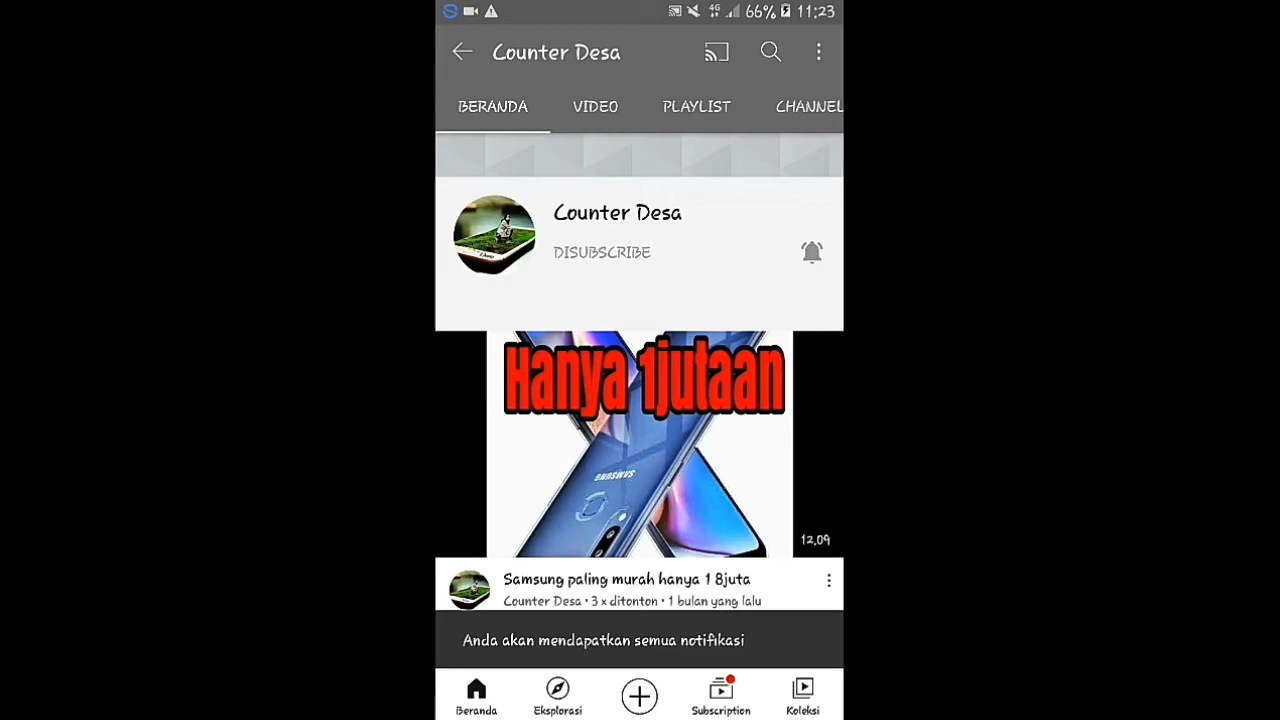 4G 66% 11:23
Counter Desa
BERANDA VIDEO PLAYLIST CHANNEL
Counter Desa
DISUBSCRIBE
Hanya 1jutaan
SAMSUNG
12.09
Samsung paling murah hanya 1 8juta
Counter Desa • 3 x ditonton • 1 bulan yang lalu
Anda akan mendapatkan semua notifikasi
Beranda Eksplorasi Subscription Koleksi